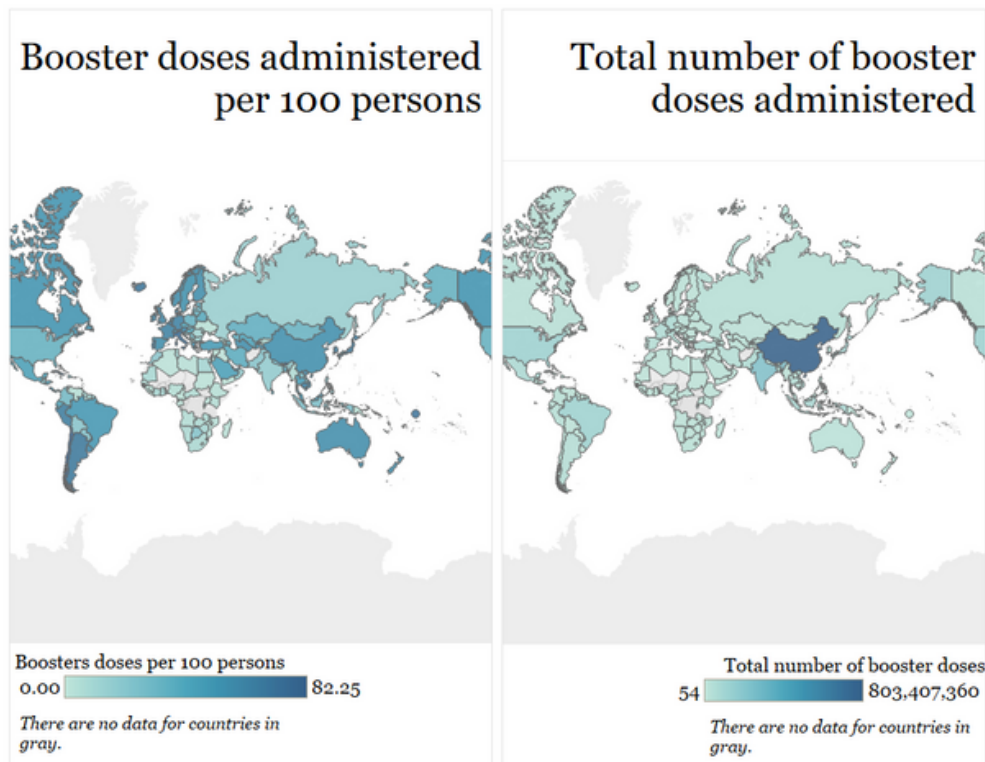 Booster doses administered
per 100 persons
Boosters doses per 100 persons
0.00 82.25
There are no data for countries in
gray.
Total number of booster
doses administered
Total number of booster doses
54 803,407,360
There are no data for countries in
gray.